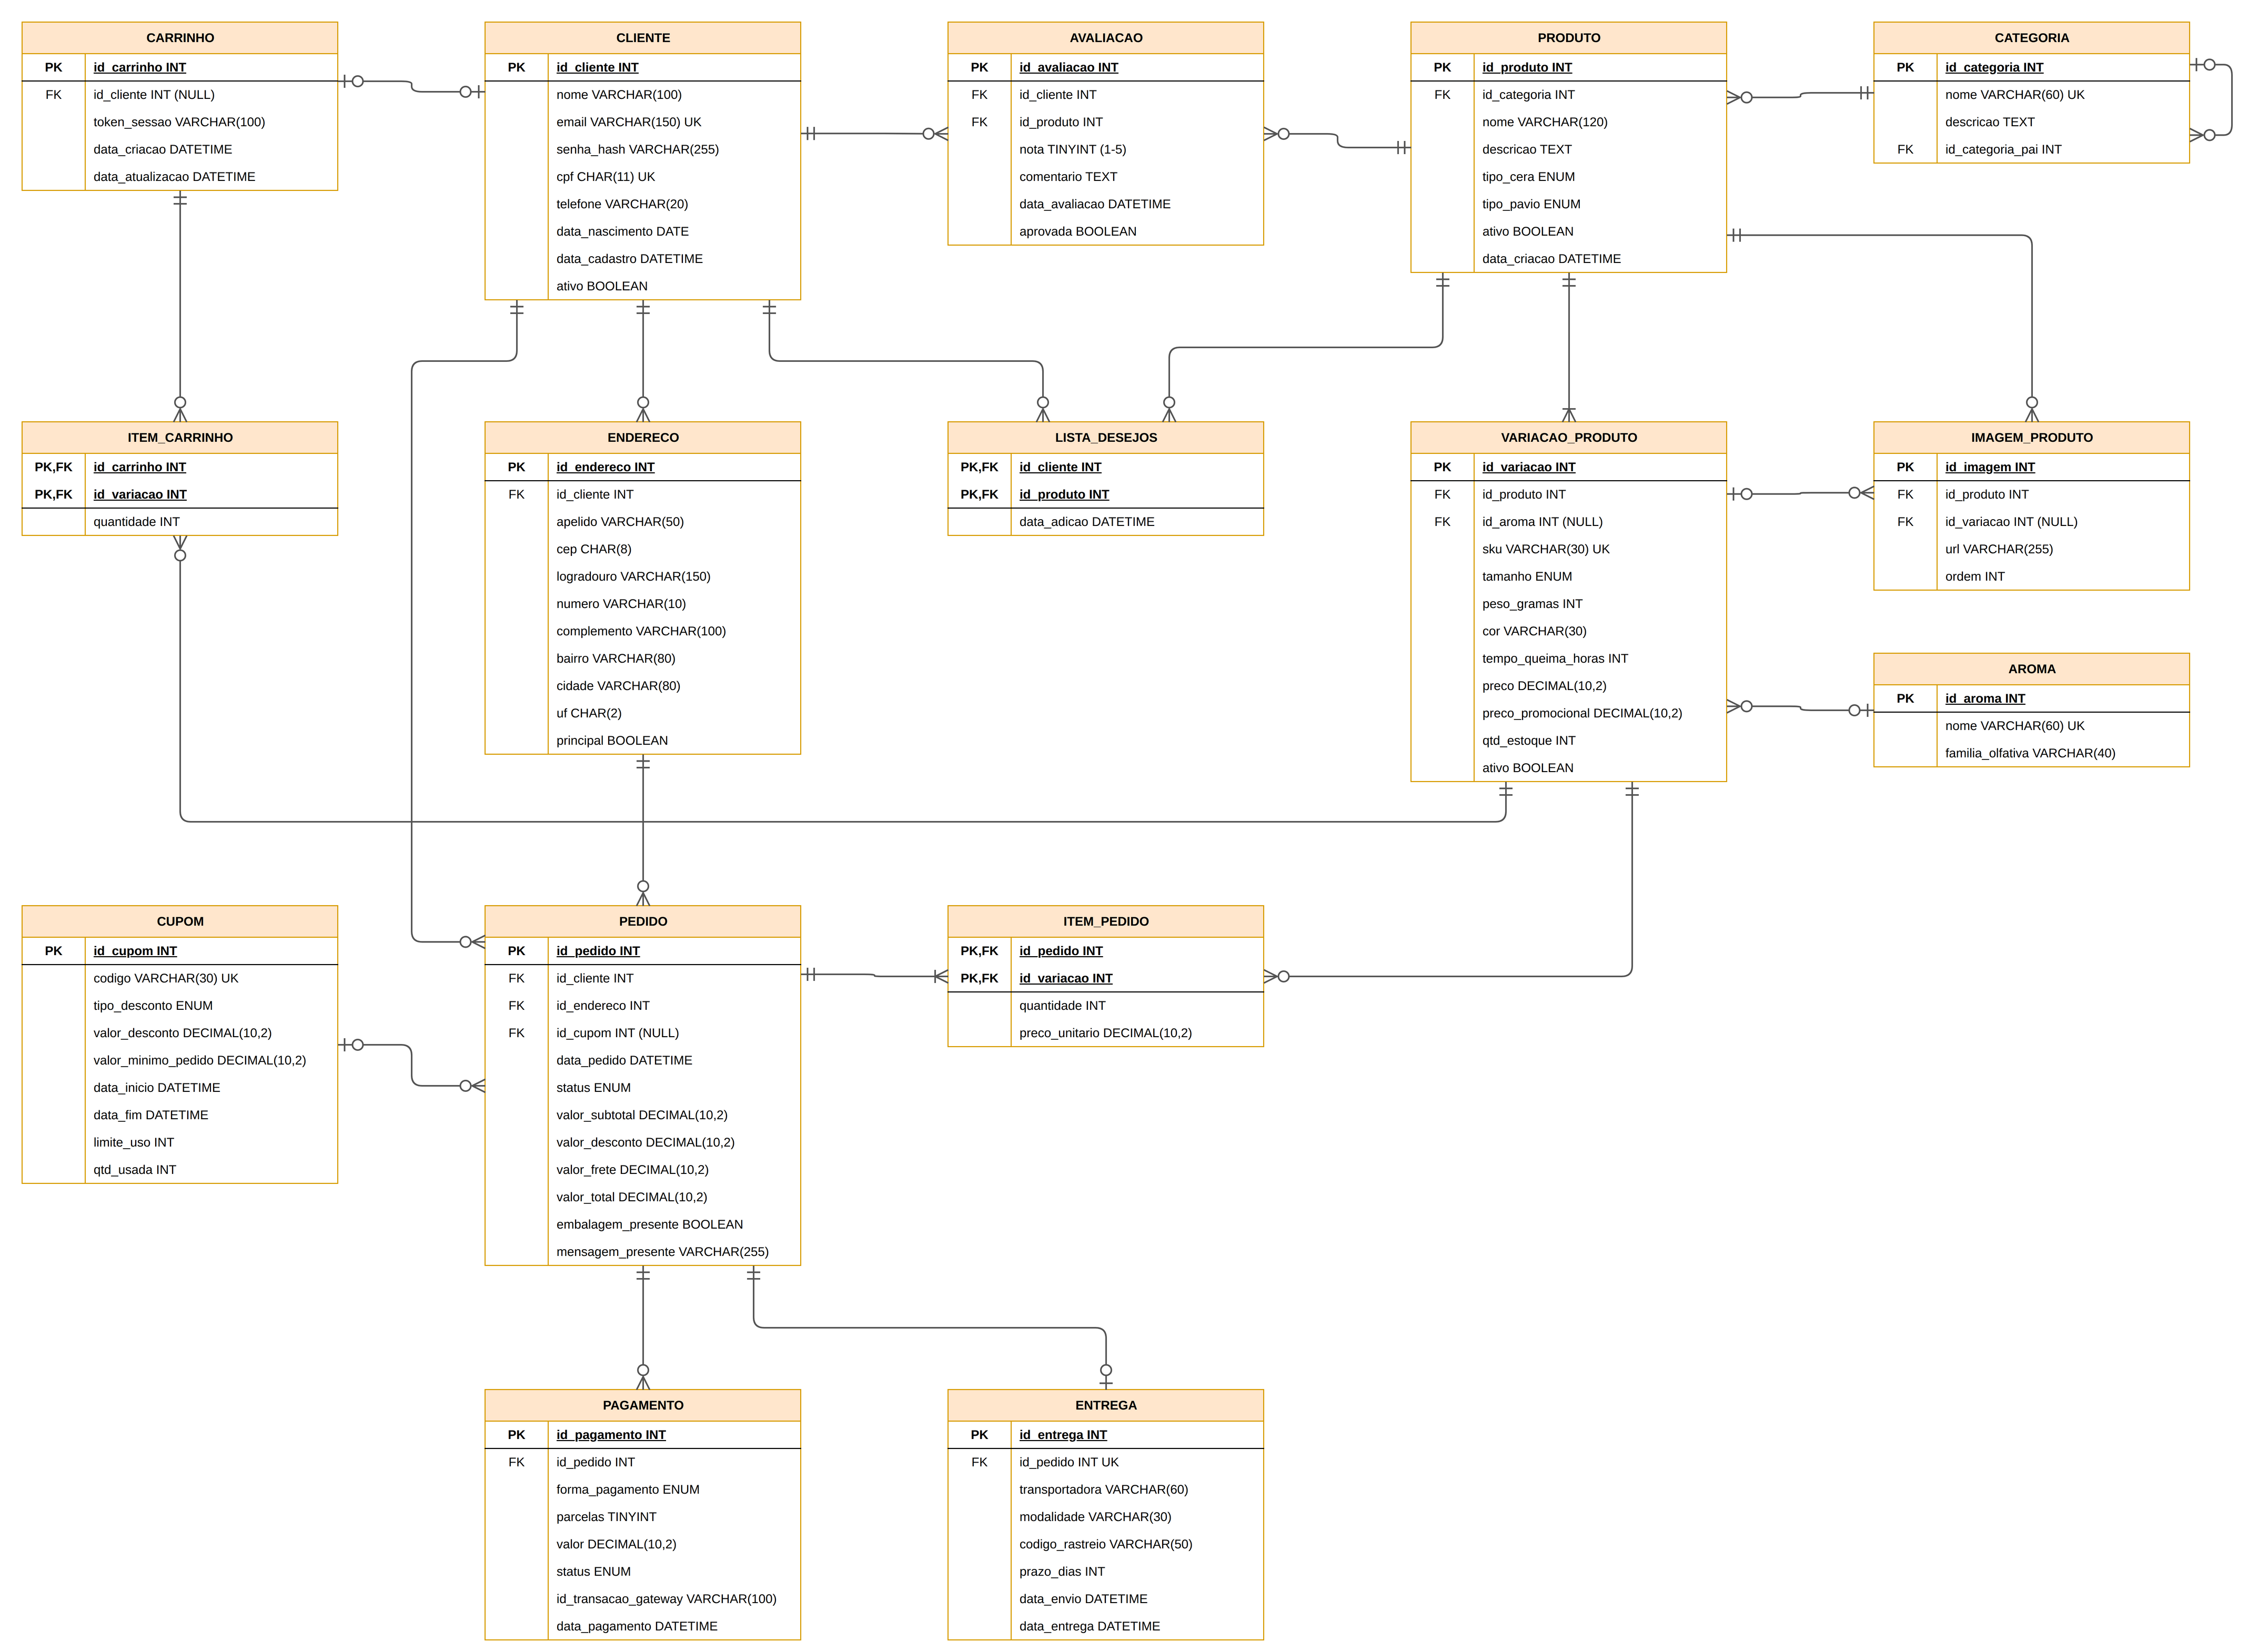 CARRINHO
PK id_carrinho INT
FK id_cliente INT (NULL)
token_sessao VARCHAR(100)
data_criacao DATETIME
data_atualizacao DATETIME
CLIENTE
PK id_cliente INT
nome VARCHAR(100)
email VARCHAR(150) UK
senha_hash VARCHAR(255)
cpf CHAR(11) UK
telefone VARCHAR(20)
data_nascimento DATE
data_cadastro DATETIME
ativo BOOLEAN
AVALIACAO
PK id_avaliacao INT
FK id_cliente INT
FK id_produto INT
nota TINYINT (1-5)
comentario TEXT
data_avaliacao DATETIME
aprovada BOOLEAN
PRODUTO
PK id_produto INT
FK id_categoria INT
nome VARCHAR(120)
descricao TEXT
tipo_cera ENUM
tipo_pavio ENUM
ativo BOOLEAN
data_criacao DATETIME
CATEGORIA
PK id_categoria INT
nome VARCHAR(60) UK
descricao TEXT
FK id_categoria_pai INT
ITEM_CARRINHO
PK,FK id_carrinho INT
PK,FK id_variacao INT
quantidade INT
ENDERECO
PK id_endereco INT
FK id_cliente INT
apelido VARCHAR(50)
cep CHAR(8)
logradouro VARCHAR(150)
numero VARCHAR(10)
complemento VARCHAR(100)
bairro VARCHAR(80)
cidade VARCHAR(80)
uf CHAR(2)
principal BOOLEAN
LISTA_DESEJOS
PK,FK id_cliente INT
PK,FK id_produto INT
data_adicao DATETIME
VARIACAO_PRODUTO
PK id_variacao INT
FK id_produto INT
FK id_aroma INT (NULL)
sku VARCHAR(30) UK
tamanho ENUM
peso_gramas INT
cor VARCHAR(30)
tempo_queima_horas INT
preco DECIMAL(10,2)
preco_promocional DECIMAL(10,2)
qtd_estoque INT
ativo BOOLEAN
IMAGEM_PRODUTO
PK id_imagem INT
FK id_produto INT
FK id_variacao INT (NULL)
url VARCHAR(255)
ordem INT
AROMA
PK id_aroma INT
nome VARCHAR(60) UK
familia_olfativa VARCHAR(40)
CUPOM
PK id_cupom INT
codigo VARCHAR(30) UK
tipo_desconto ENUM
valor_desconto DECIMAL(10,2)
valor_minimo_pedido DECIMAL(10,2)
data_inicio DATETIME
data_fim DATETIME
limite_uso INT
qtd_usada INT
PEDIDO
PK id_pedido INT
FK id_cliente INT
FK id_endereco INT
FK id_cupom INT (NULL)
data_pedido DATETIME
status ENUM
valor_subtotal DECIMAL(10,2)
valor_desconto DECIMAL(10,2)
valor_frete DECIMAL(10,2)
valor_total DECIMAL(10,2)
embalagem_presente BOOLEAN
mensagem_presente VARCHAR(255)
ITEM_PEDIDO
PK,FK id_pedido INT
PK,FK id_variacao INT
quantidade INT
preco_unitario DECIMAL(10,2)
PAGAMENTO
PK id_pagamento INT
FK id_pedido INT
forma_pagamento ENUM
parcelas TINYINT
valor DECIMAL(10,2)
status ENUM
id_transacao_gateway VARCHAR(100)
data_pagamento DATETIME
ENTREGA
PK id_entrega INT
FK id_pedido INT UK
transportadora VARCHAR(60)
modalidade VARCHAR(30)
codigo_rastreio VARCHAR(50)
prazo_dias INT
data_envio DATETIME
data_entrega DATETIME